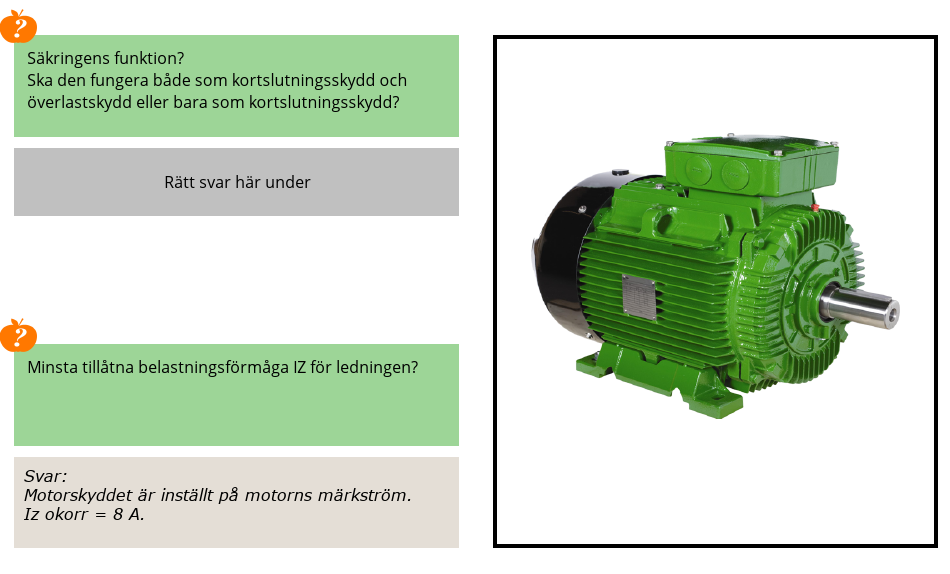 ?
Säkringens funktion?
Ska den fungera både som kortslutningsskydd och
överlastskydd eller bara som kortslutningsskydd?
Rätt svar här under
?
Minsta tillåtna belastningsförmåga IZ för ledningen?
Svar:
Motorskyddet är inställt på motorns märkström.
Iz okorr = 8 A.